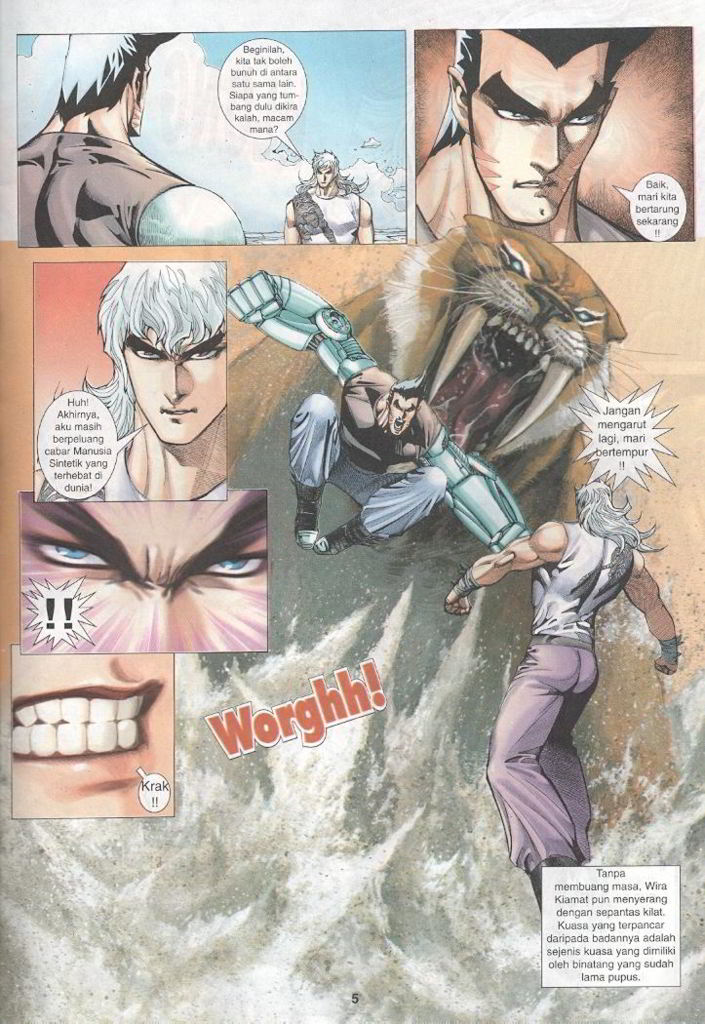 Beginilah,
kita tak boleh
bunuh di antara
satu sama lain.
Siapa yang tum-
bang dulu dikira
kalah, macam
mana?
Baik,
mari kita
bertarung
sekarang
!!
Huh!
Akhirnya,
aku masih
berpeluang
cabar Manusia
Sintetik yang
terhebat di
dunia!
Jangan
mengarut
lagi, mari
bertempur
!!
!!
Worghh!
Krak
!!
Tanpa
membuang masa, Wira
Kiamat pun menyerang
dengan sepantas kilat.
Kuasa yang terpancar
daripada badannya adalah
sejenis kuasa yang dimiliki
oleh binatang yang sudah
lama pupus.
5